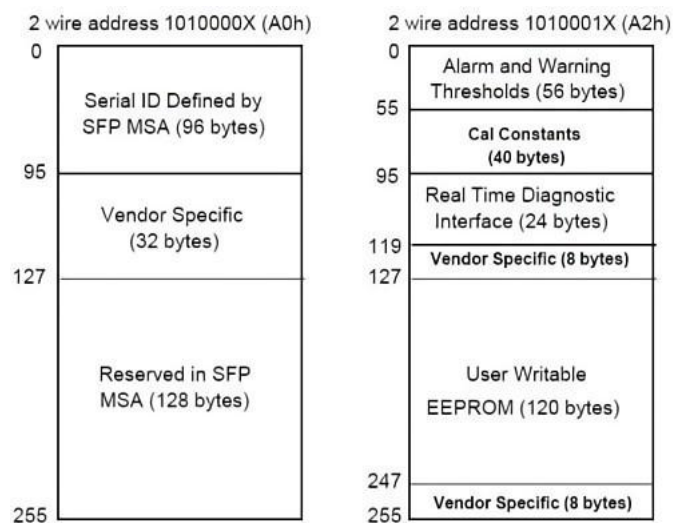 2 wire address 1010000X (A0h)
0
Serial ID Defined by
SFP MSA (96 bytes)
95
Vendor Specific
(32 bytes)
127
Reserved in SFP
MSA (128 bytes)
255
2 wire address 1010001X (A2h)
0
Alarm and Warning
Thresholds (56 bytes)
55
Cal Constants
(40 bytes)
95
Real Time Diagnostic
Interface (24 bytes)
119
Vendor Specific (8 bytes)
127
User Writable
EEPROM (120 bytes)
247
Vendor Specific (8 bytes)
255